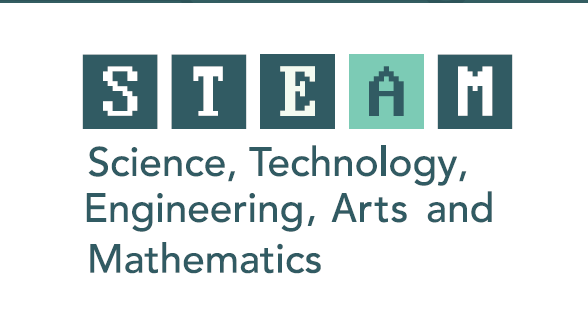 STEAM
Science, Technology,
Engineering, Arts and
Mathematics